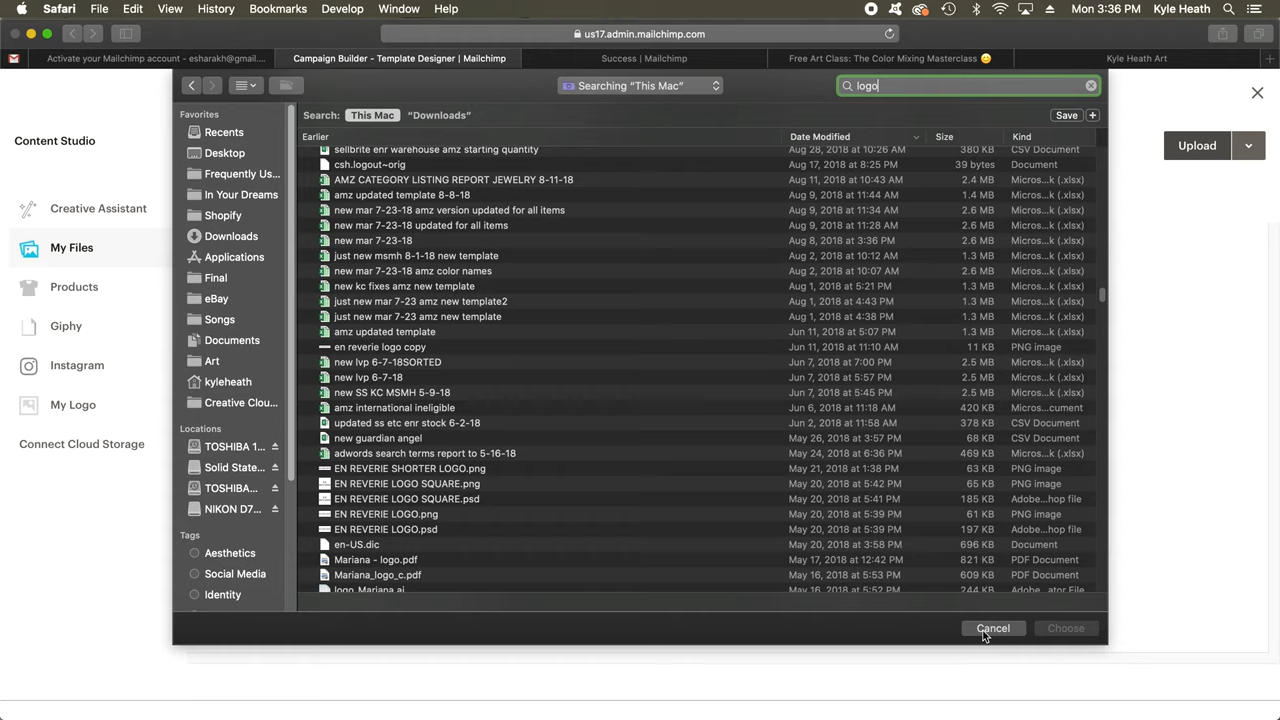 Safari File Edit View History Bookmarks Develop Window Help Mon 3:36 PM Kyle Heath
us17.admin.mailchimp.com
Activate your Mailchimp account - esharakh@gmail.... Campaign Builder - Template Designer | Mailchimp Success | Mailchimp Free Art Class: The Color Mixing Masterclass 😊 Kyle Heath Art
Searching “This Mac” logo
Search: This Mac “Downloads” Save
Earlier Date Modified Size Kind
sellbrite enr warehouse amz starting quantity Aug 28, 2018 at 10:26 AM 380 KB CSV Document
csh.logout~orig Aug 17, 2018 at 8:25 PM 39 bytes Document
AMZ CATEGORY LISTING REPORT JEWELRY 8-11-18 Aug 11, 2018 at 10:43 AM 2.4 MB Micros...k (.xlsx)
amz updated template 8-8-18 Aug 9, 2018 at 11:44 AM 1.4 MB Micros...k (.xlsx)
new mar 7-23-18 amz version updated for all items Aug 9, 2018 at 11:34 AM 2.6 MB Micros...k (.xlsx)
new mar 7-23-18 updated for all items Aug 9, 2018 at 11:28 AM 2.6 MB Micros...k (.xlsx)
new mar 7-23-18 Aug 8, 2018 at 3:36 PM 2.6 MB Micros...k (.xlsx)
just new msmh 8-1-18 new template Aug 2, 2018 at 10:12 AM 1.3 MB Micros...k (.xlsx)
new mar 7-23-18 amz color names Aug 2, 2018 at 10:07 AM 2.6 MB Micros...k (.xlsx)
new kc fixes amz new template Aug 1, 2018 at 5:21 PM 1.3 MB Micros...k (.xlsx)
just new mar 7-23 amz new template2 Aug 1, 2018 at 4:43 PM 1.3 MB Micros...k (.xlsx)
just new mar 7-23 amz new template Aug 1, 2018 at 4:38 PM 1.3 MB Micros...k (.xlsx)
amz updated template Jun 11, 2018 at 5:07 PM 1.3 MB Micros...k (.xlsx)
en reverie logo copy Jun 11, 2018 at 11:10 AM 11 KB PNG image
new lvp 6-7-18SORTED Jun 7, 2018 at 7:00 PM 2.5 MB Micros...k (.xlsx)
new lvp 6-7-18 Jun 7, 2018 at 5:57 PM 2.5 MB Micros...k (.xlsx)
new SS KC MSMH 5-9-18 Jun 7, 2018 at 5:45 PM 2.5 MB Micros...k (.xlsx)
amz international ineligible Jun 6, 2018 at 11:18 AM 420 KB Micros...cument
updated ss etc enr stock 6-2-18 Jun 2, 2018 at 11:58 AM 378 KB CSV Document
new guardian angel May 26, 2018 at 3:57 PM 68 KB CSV Document
adwords search terms report to 5-16-18 May 24, 2018 at 6:36 PM 469 KB Micros...k (.xlsx)
EN REVERIE SHORTER LOGO.png May 21, 2018 at 1:38 PM 63 KB PNG image
EN REVERIE LOGO SQUARE.png May 20, 2018 at 5:42 PM 65 KB PNG image
EN REVERIE LOGO SQUARE.psd May 20, 2018 at 5:41 PM 185 KB Adobe...hop file
EN REVERIE LOGO.png May 20, 2018 at 5:39 PM 61 KB PNG image
EN REVERIE LOGO.psd May 20, 2018 at 5:39 PM 197 KB Adobe...hop file
en-US.dic May 20, 2018 at 3:58 PM 696 KB Document
Mariana - logo.pdf May 17, 2018 at 12:42 PM 821 KB PDF Document
Mariana_logo_c.pdf May 16, 2018 at 5:53 PM 609 KB PDF Document
logo Mariana.ai May 16, 2018 at 5:52 PM 244 KB Adobe...ator File
Favorites
Recents
Desktop
Frequently Us...
In Your Dreams
Shopify
Downloads
Applications
Final
eBay
Songs
Documents
Art
kyleheath
Creative Clou...
Locations
TOSHIBA 1...
Solid State...
TOSHIBA...
NIKON D7...
Tags
Aesthetics
Social Media
Identity
Cancel Choose
Content Studio
Creative Assistant
My Files
Products
Giphy
Instagram
My Logo
Connect Cloud Storage
Upload